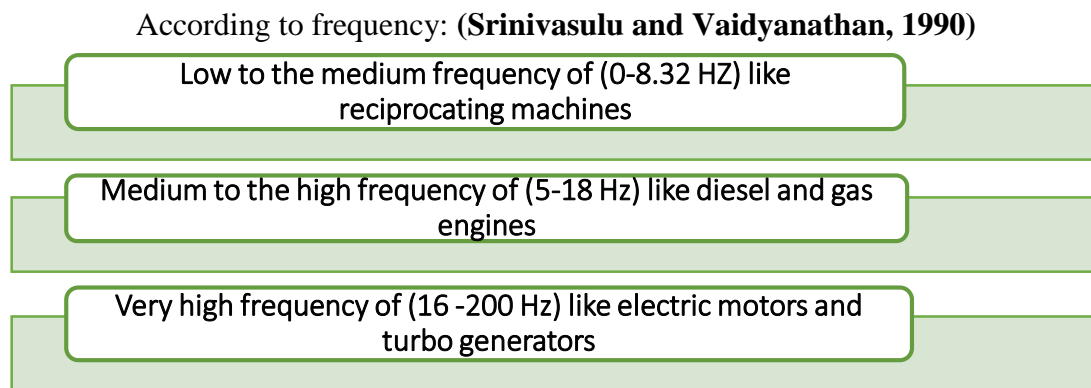 According to frequency: (Srinivasulu and Vaidyanathan, 1990)
Low to the medium frequency of (0-8.32 HZ) like
reciprocating machines
Medium to the high frequency of (5-18 Hz) like diesel and gas
engines
Very high frequency of (16 -200 Hz) like electric motors and
turbo generators